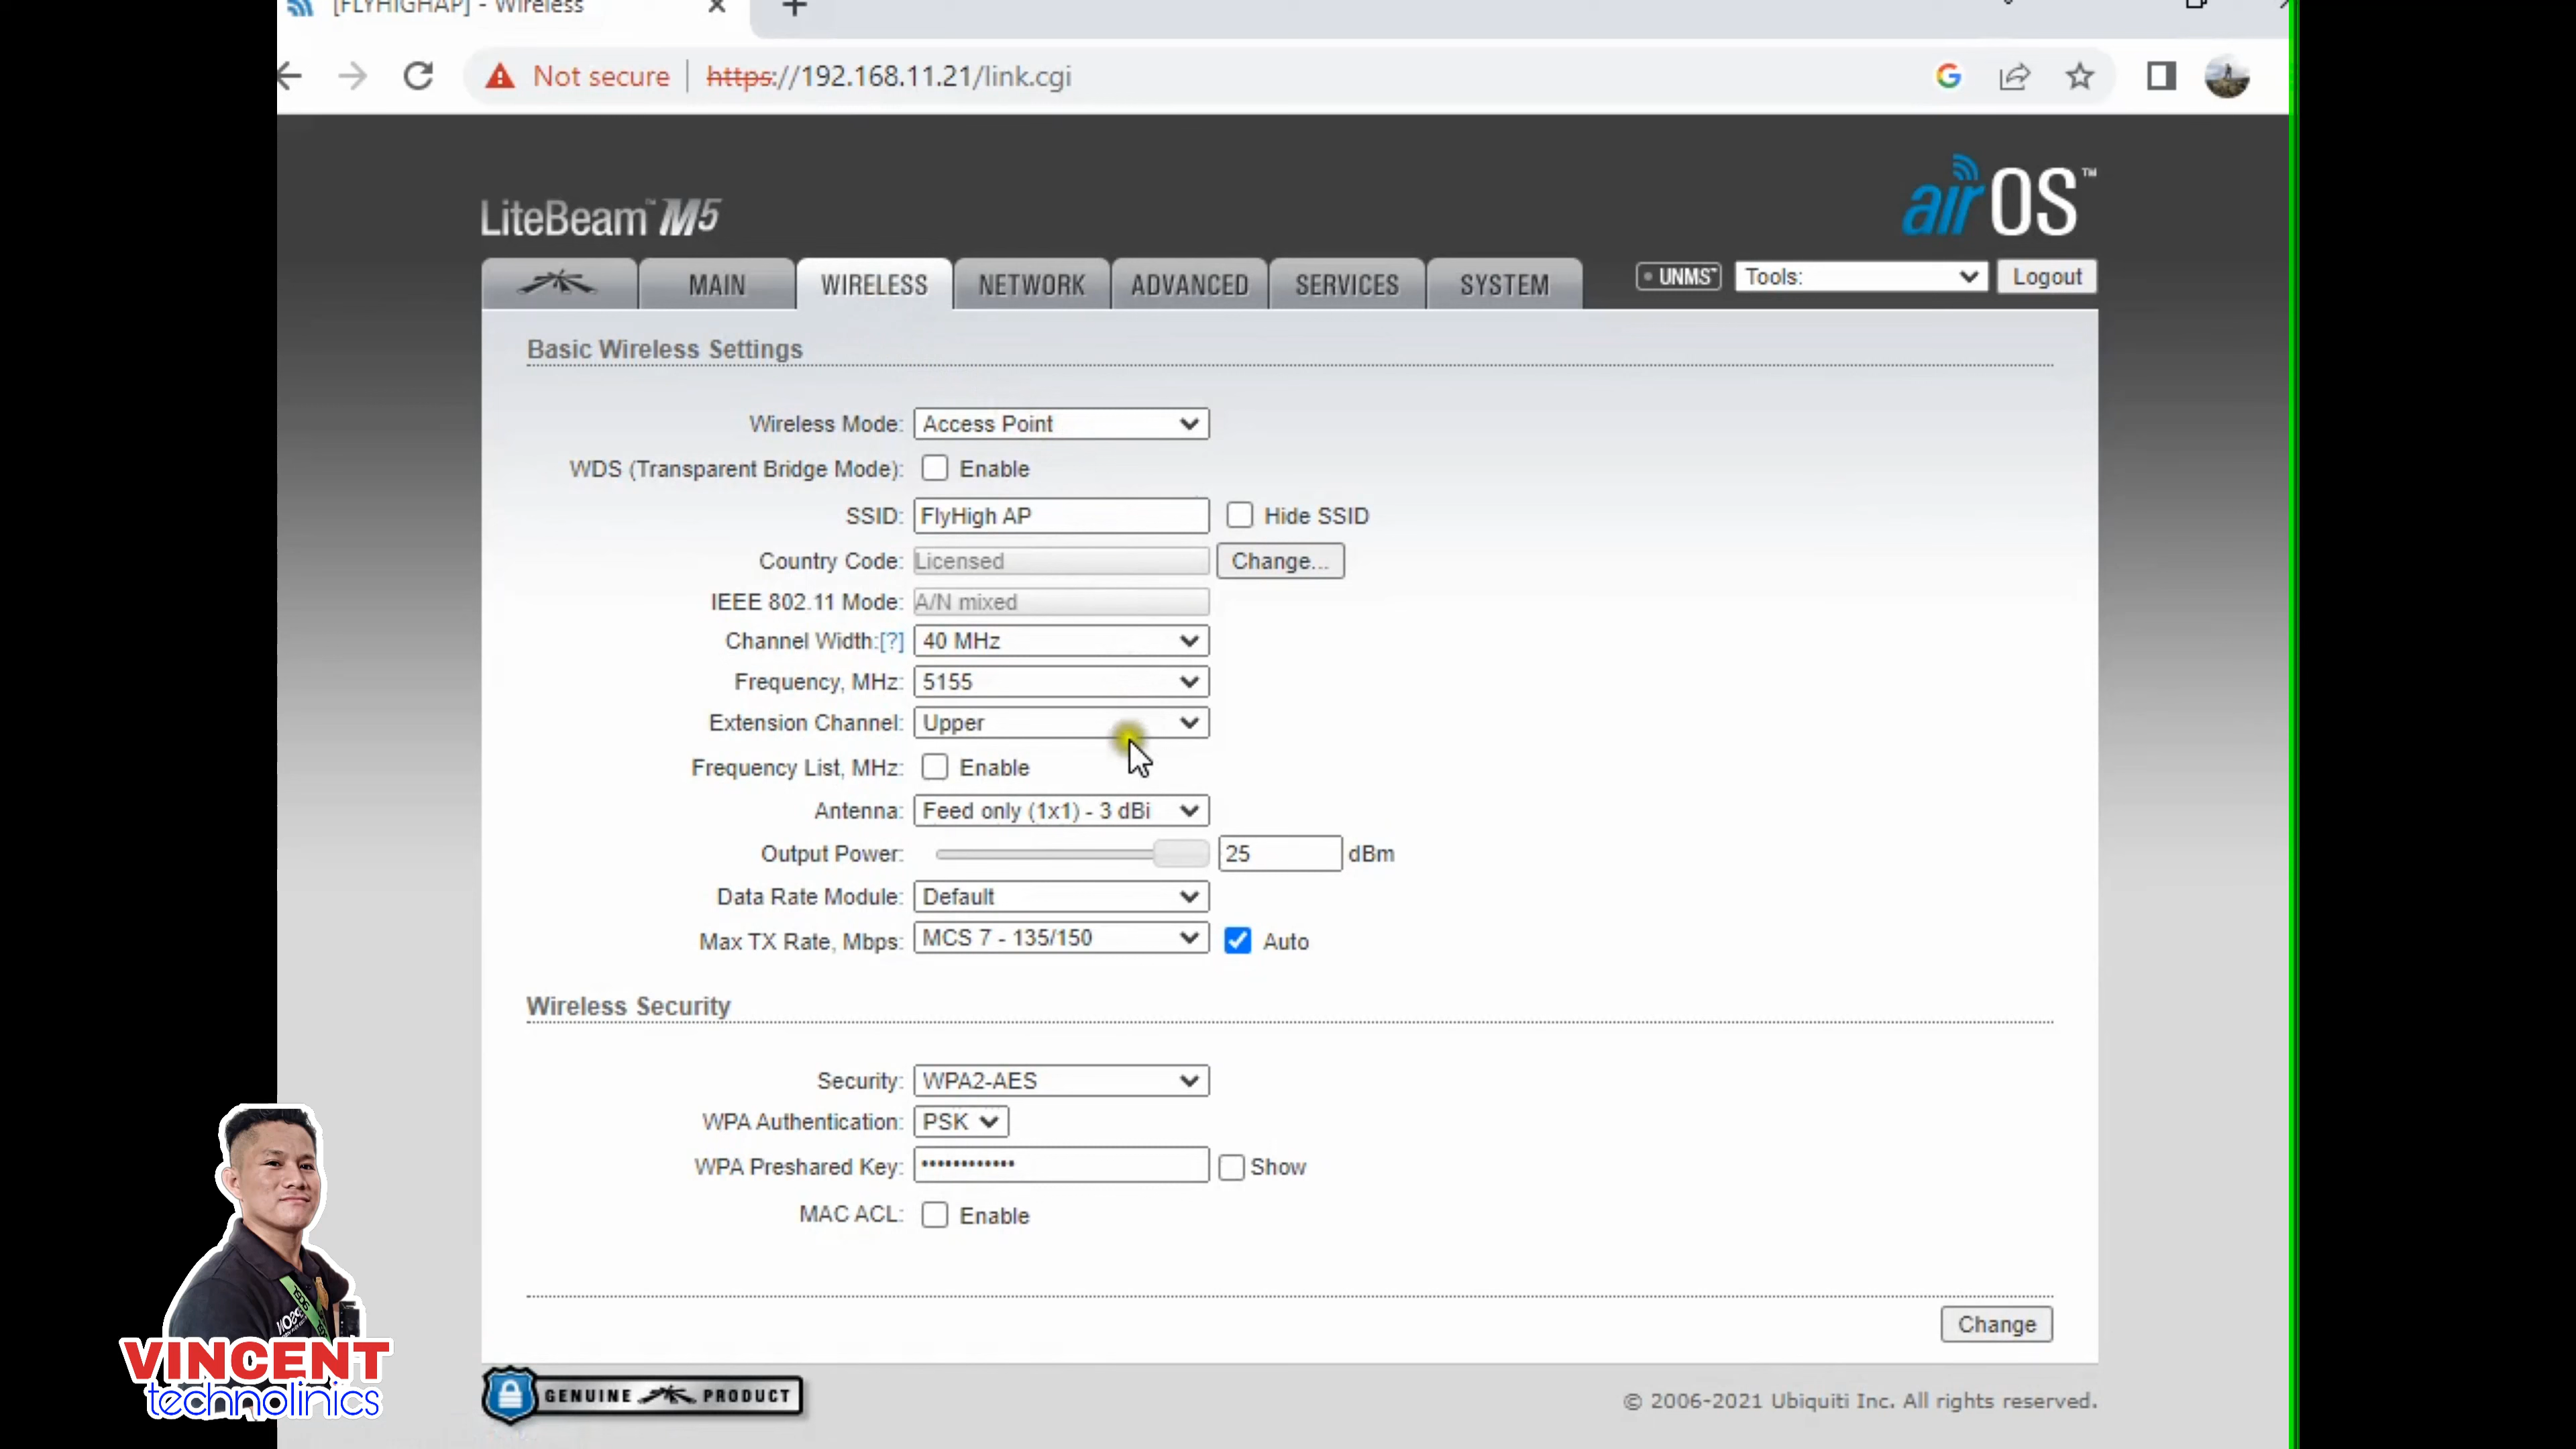 [FLYHIGHAP] - Wireless
Not secure
https://192.168.11.21/link.cgi
LiteBeam™ M5
airOS™
MAIN
WIRELESS
NETWORK
ADVANCED
SERVICES
SYSTEM
UNMS™
Tools:
Logout
Basic Wireless Settings
Wireless Mode: Access Point
WDS (Transparent Bridge Mode): Enable
SSID: FlyHigh AP Hide SSID
Country Code: Licensed Change...
IEEE 802.11 Mode: A/N mixed
Channel Width:[?] 40 MHz
Frequency, MHz: 5155
Extension Channel: Upper
Frequency List, MHz: Enable
Antenna: Feed only (1x1) - 3 dBi
Output Power: 25 dBm
Data Rate Module: Default
Max TX Rate, Mbps: MCS 7 - 135/150 Auto
Wireless Security
Security: WPA2-AES
WPA Authentication: PSK
WPA Preshared Key: •••••••••••• Show
MAC ACL: Enable
Change
GENUINE PRODUCT
© 2006-2021 Ubiquiti Inc. All rights reserved.
VINCENT
technolinics